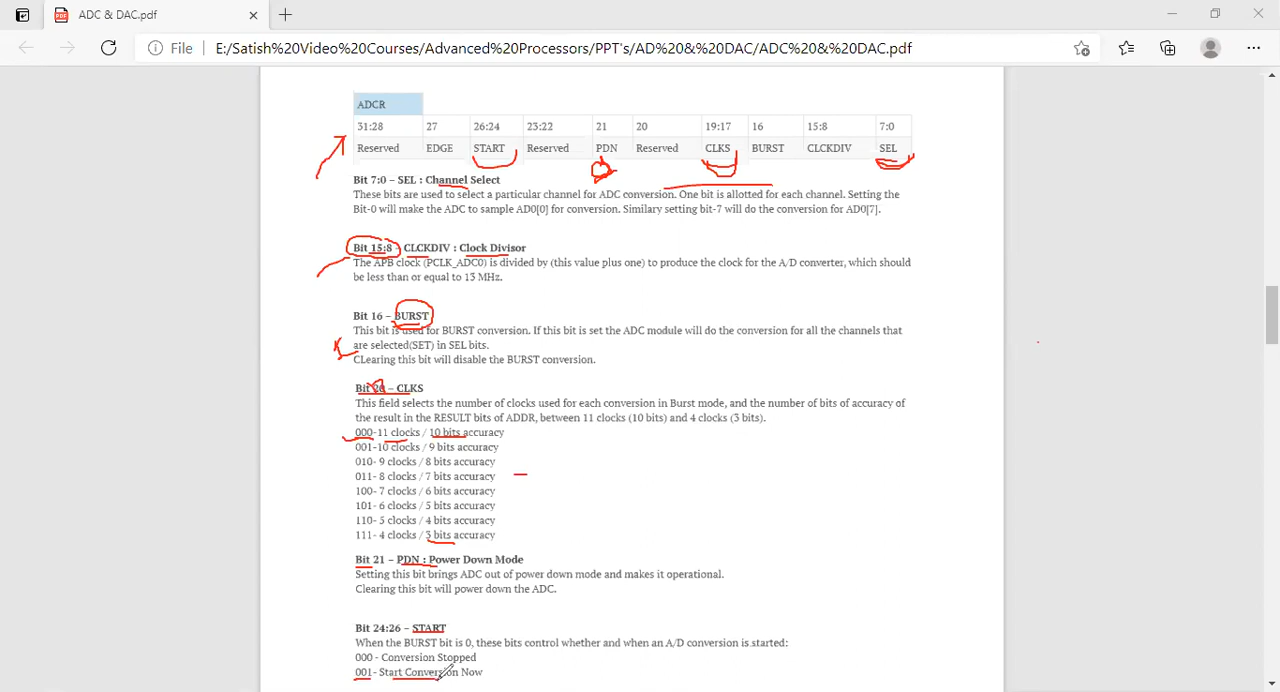 ADC & DAC.pdf
File E:/Satish%20Video%20Courses/Advanced%20Processors/PPT's/AD%20&%20DAC/ADC%20&%20DAC.pdf
ADCR
31:28 27 26:24 23:22 21 20 19:17 16 15:8 7:0
Reserved EDGE START Reserved PDN Reserved CLKS BURST CLCKDIV SEL
Bit 7:0 – SEL : Channel Select
These bits are used to select a particular channel for ADC conversion. One bit is allotted for each channel. Setting the
Bit-0 will make the ADC to sample AD0[0] for conversion. Similary setting bit-7 will do the conversion for AD0[7].
Bit 15:8 – CLCKDIV : Clock Divisor
The APB clock (PCLK_ADC0) is divided by (this value plus one) to produce the clock for the A/D converter, which should
be less than or equal to 13 MHz.
Bit 16 – BURST
This bit is used for BURST conversion. If this bit is set the ADC module will do the conversion for all the channels that
are selected(SET) in SEL bits.
CLearing this bit will disable the BURST conversion.
Bit 20 – CLKS
This field selects the number of clocks used for each conversion in Burst mode, and the number of bits of accuracy of
the result in the RESULT bits of ADDR, between 11 clocks (10 bits) and 4 clocks (3 bits).
000-11 clocks / 10 bits accuracy
001-10 clocks / 9 bits accuracy
010- 9 clocks / 8 bits accuracy
011- 8 clocks / 7 bits accuracy
100- 7 clocks / 6 bits accuracy
101- 6 clocks / 5 bits accuracy
110- 5 clocks / 4 bits accuracy
111- 4 clocks / 3 bits accuracy
Bit 21 – PDN : Power Down Mode
Setting this bit brings ADC out of power down mode and makes it operational.
Clearing this bit will power down the ADC.
Bit 24:26 – START
When the BURST bit is 0, these bits control whether and when an A/D conversion is started:
000 - Conversion Stopped
001- Start Conversion Now